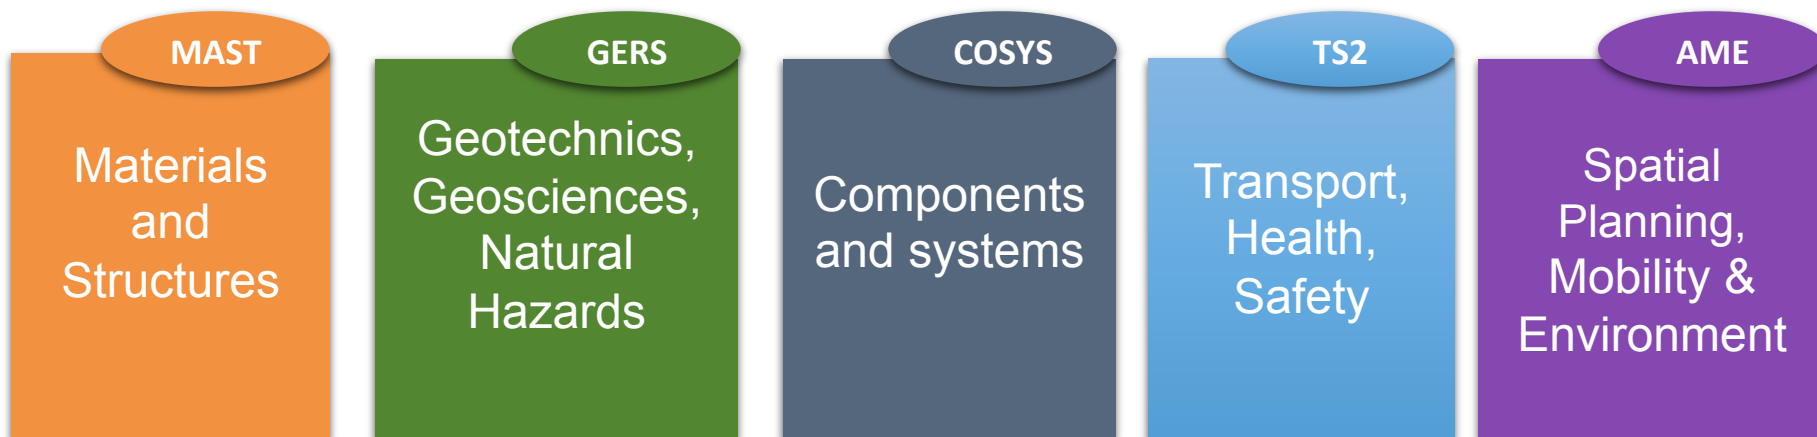 MAST
Materials
and
Structures
GERS
Geotechnics,
Geosciences,
Natural
Hazards
COSYS
Components
and systems
TS2
Transport,
Health,
Safety
AME
Spatial
Planning,
Mobility &
Environment